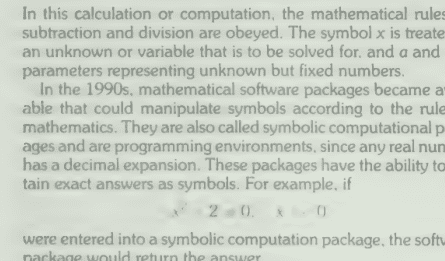 In this calculation or computation, the mathematical rules
subtraction and division are obeyed. The symbol x is treate
an unknown or variable that is to be solved for, and a and
parameters representing unknown but fixed numbers.
In the 1990s, mathematical software packages became a
able that could manipulate symbols according to the rule
mathematics. They are also called symbolic computational p
ages and are programming environments, since any real num
has a decimal expansion. These packages have the ability to
tain exact answers as symbols. For example, if
2 = 0, x 0
were entered into a symbolic computation package, the softw
package would return the answer